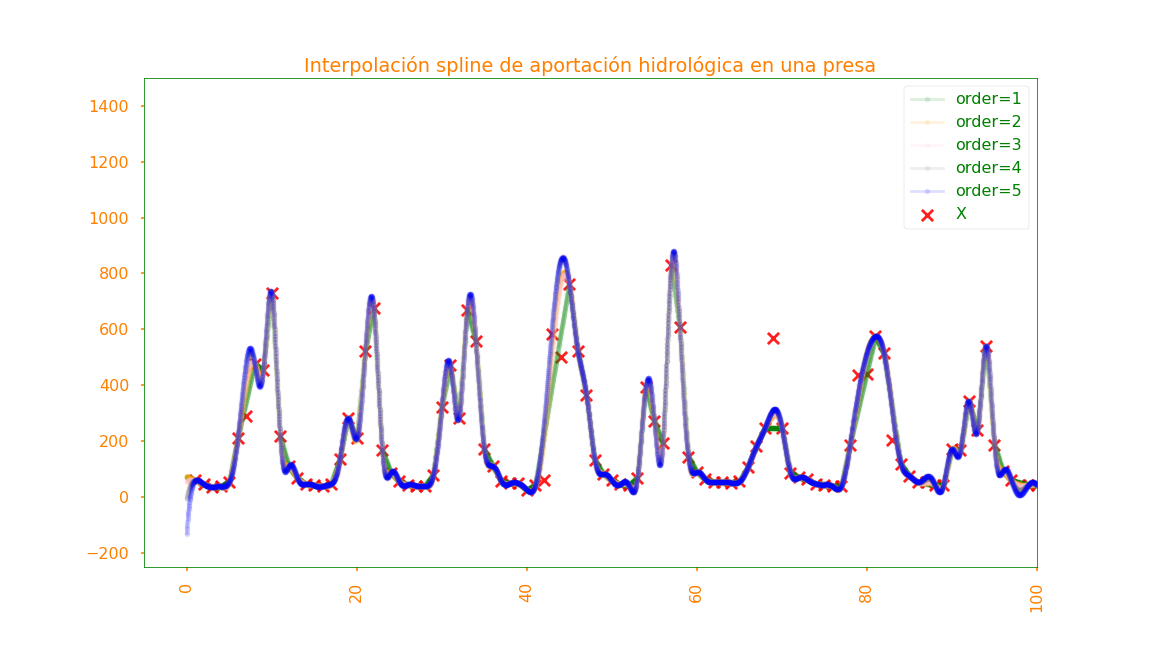 Interpolación spline de aportación hidrológica en una presa
order=1
order=2
order=3
order=4
order=5
X
1400
1200
1000
800
600
400
200
0
−200
0
20
40
60
80
100